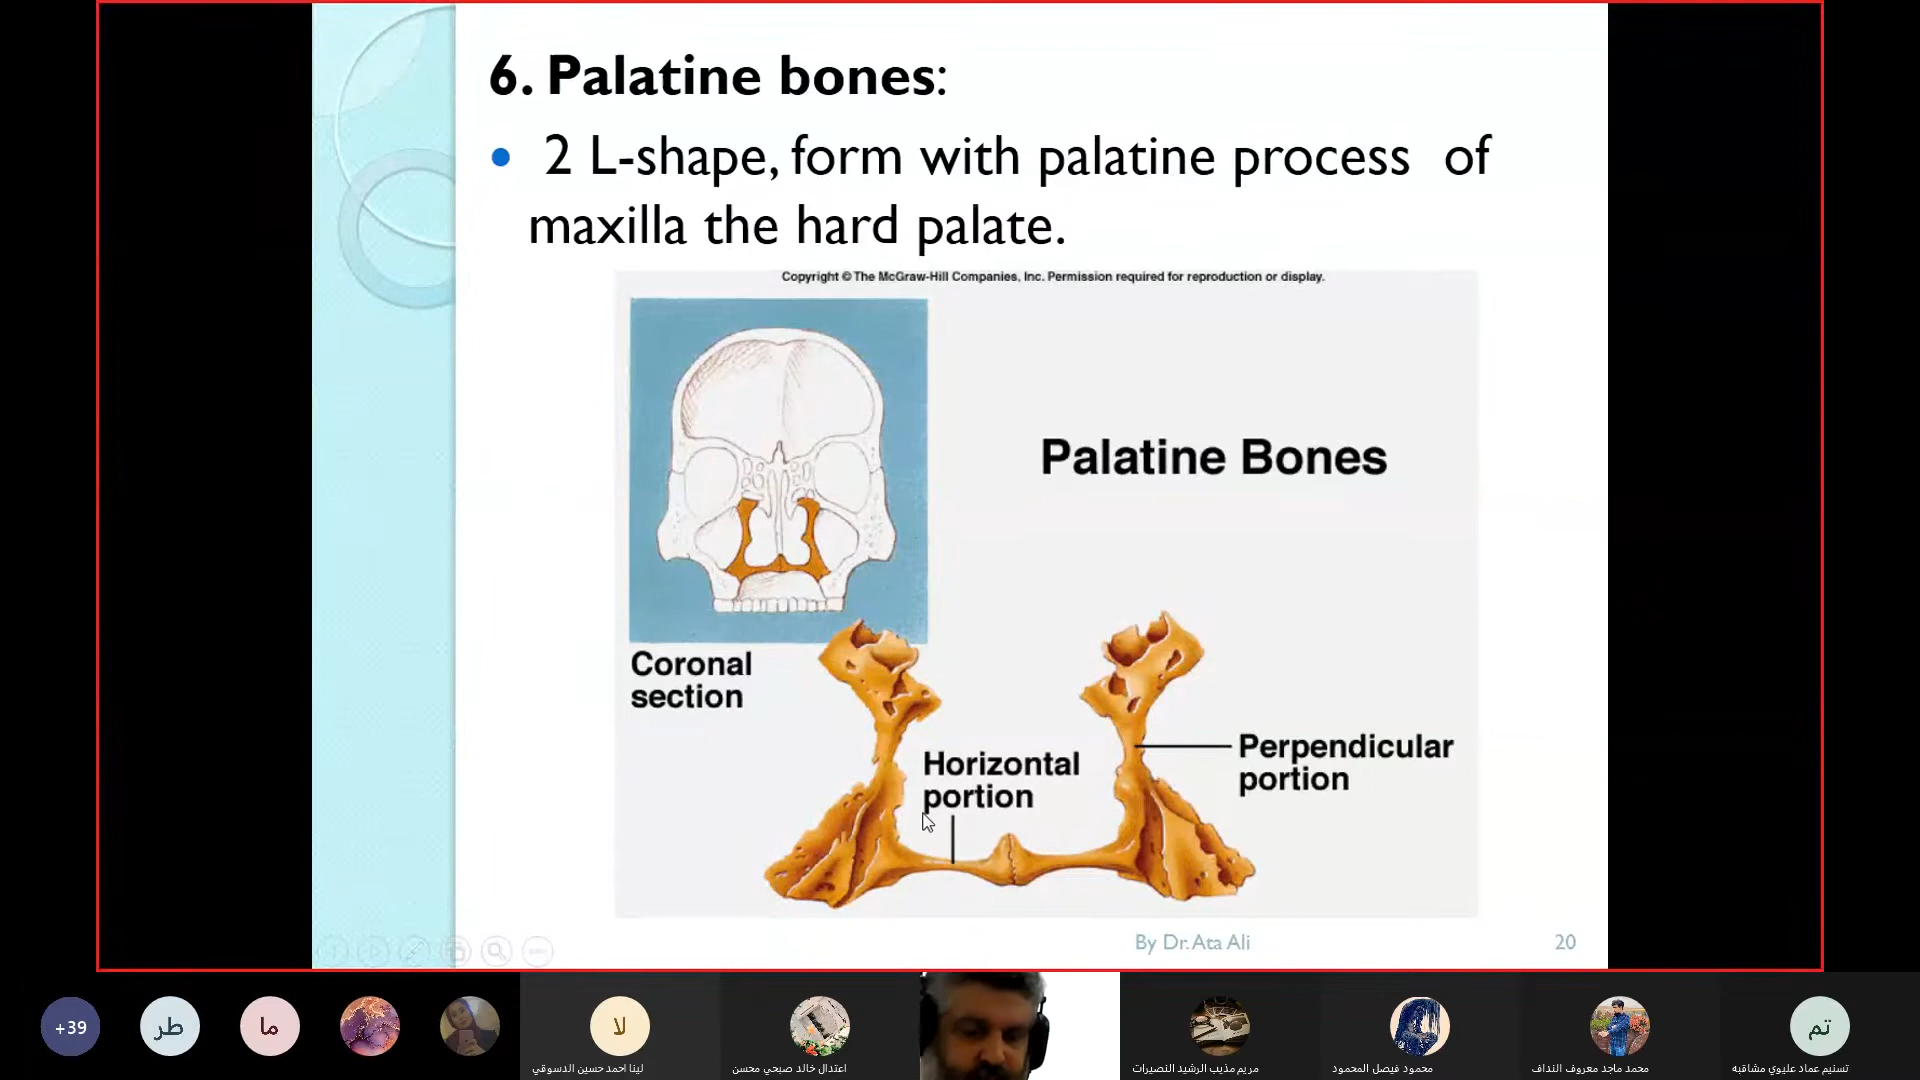 6. Palatine bones:
• 2 L-shape, form with palatine process of
maxilla the hard palate.
Copyright © The McGraw-Hill Companies, Inc. Permission required for reproduction or display.
Palatine Bones
Coronal
section
Horizontal
portion
Perpendicular
portion
By Dr. Ata Ali
20
+39
طر
ما
لا
تم
لينا احمد حسين الدسوقي
اعتدال خالد صبحي محسن
مريم مذيب الرشيد النصيرات
محمود فيصل المحمود
محمد ماجد معروف النداف
تسنيم عماد عليوي مشاقبه